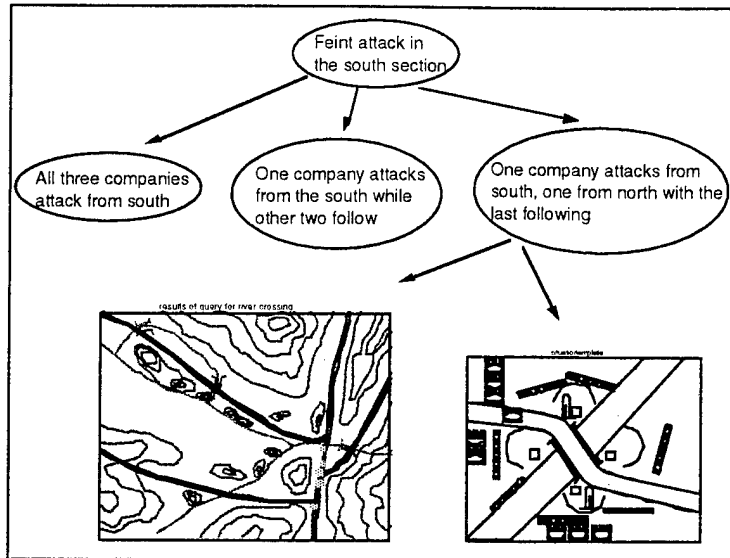 Feint attack in
the south section
All three companies
attack from south
One company attacks
from the south while
other two follow
One company attacks from
south, one from north with the
last following
results of query for river crossing
situationtemplate